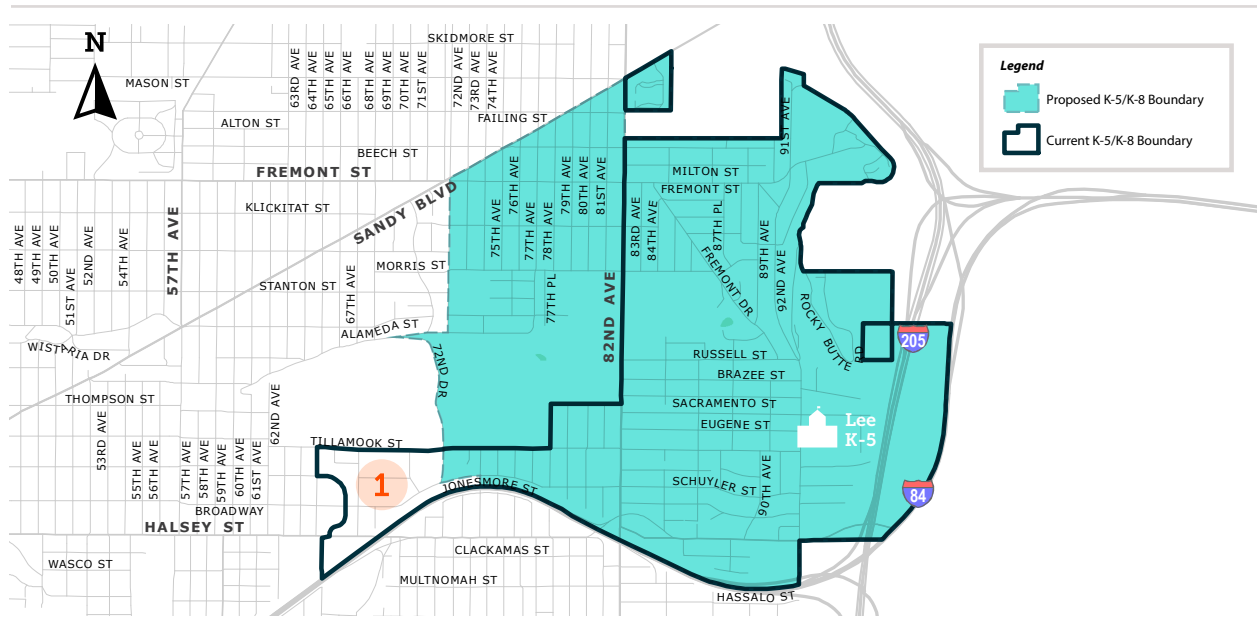 N
SKIDMORE ST
MASON ST
63RD AVE
64TH AVE
65TH AVE
66TH AVE
68TH AVE
69TH AVE
70TH AVE
71ST AVE
72ND AVE
73RD AVE
74TH AVE
ALTON ST
FAILING ST
BEECH ST
FREMONT ST
KLICKITAT ST
SANDY BLVD
48TH AVE
49TH AVE
50TH AVE
51ST AVE
52ND AVE
54TH AVE
57TH AVE
MORRIS ST
STANTON ST
67TH AVE
ALAMEDA ST
WISTARIA DR
72ND DR
75TH AVE
76TH AVE
77TH AVE
78TH AVE
79TH AVE
80TH AVE
81ST AVE
77TH PL
82ND AVE
91ST AVE
MILTON ST
FREMONT ST
83RD AVE
84TH AVE
87TH PL
FREMONT DR
89TH AVE
92ND AVE
ROCKY BUTTE RD
205
RUSSELL ST
BRAZEE ST
SACRAMENTO ST
EUGENE ST
Lee
K-5
THOMPSON ST
53RD AVE
55TH AVE
56TH AVE
57TH AVE
58TH AVE
59TH AVE
60TH AVE
61ST AVE
62ND AVE
TILLAMOOK ST
1
JONESMORE ST
SCHUYLER ST
90TH AVE
84
BROADWAY
HALSEY ST
WASCO ST
CLACKAMAS ST
MULTNOMAH ST
HASSALO ST
Legend
Proposed K-5/K-8 Boundary
Current K-5/K-8 Boundary